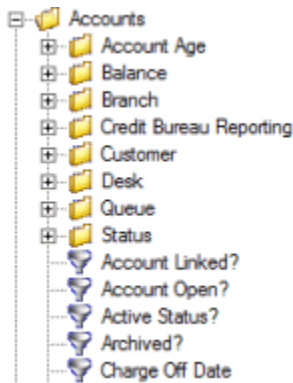 Accounts
Account Age
Balance
Branch
Credit Bureau Reporting
Customer
Desk
Queue
Status
Account Linked?
Account Open?
Active Status?
Archived?
Charge Off Date